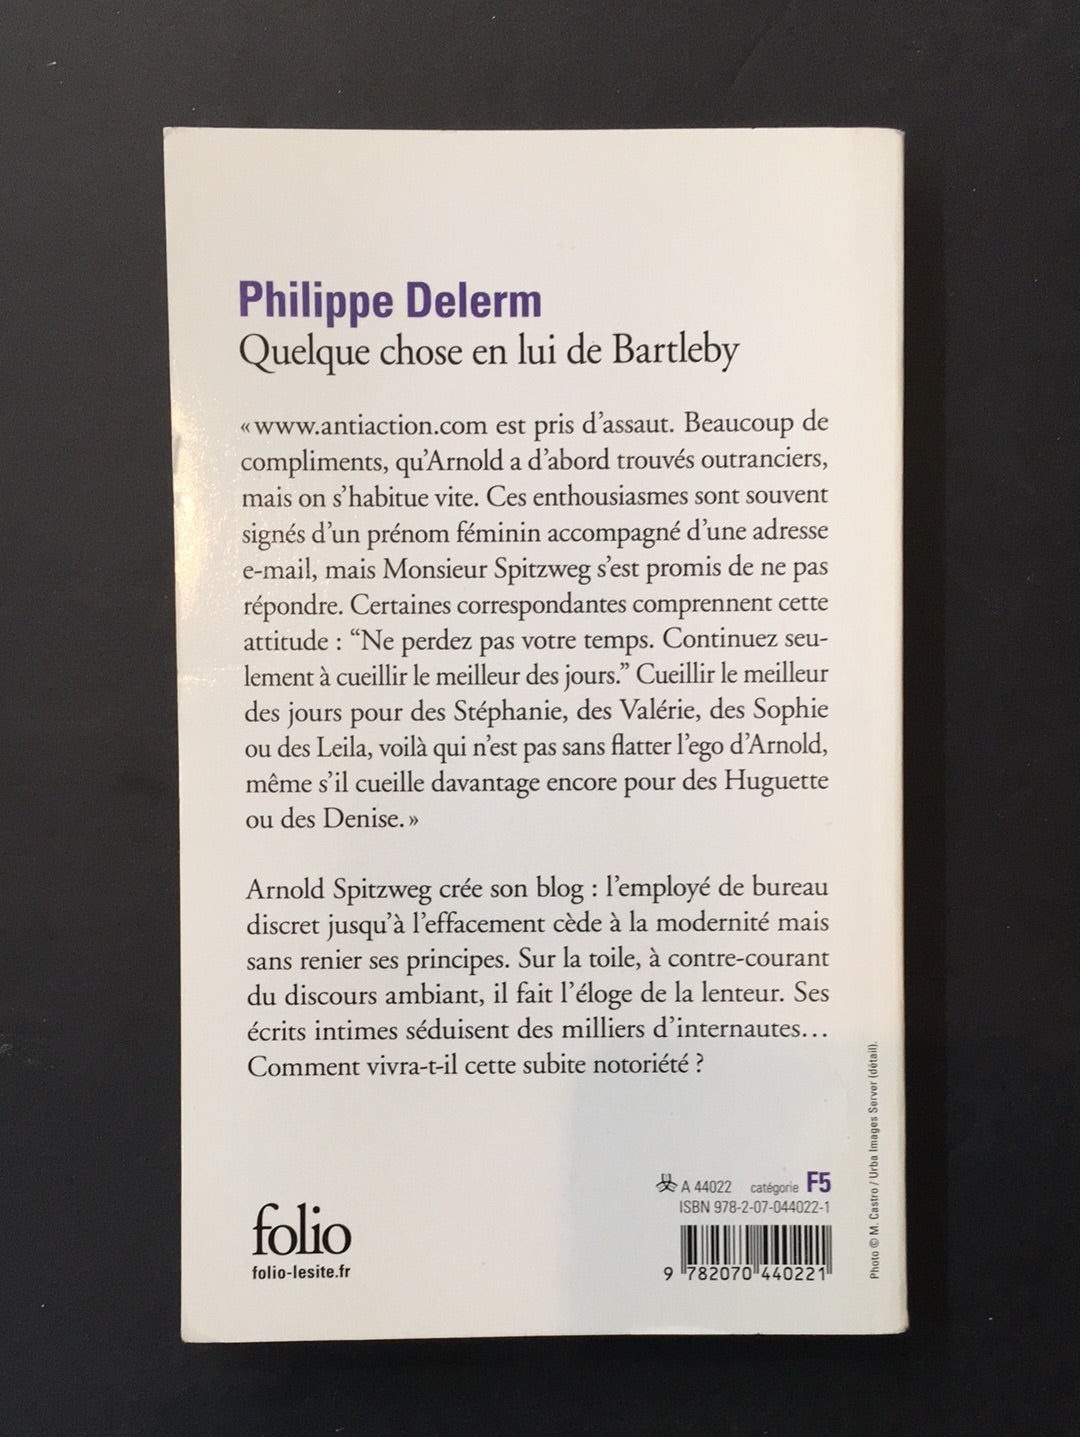 Philippe Delerm
Quelque chose en lui de Bartleby
« www.antiaction.com est pris d’assaut. Beaucoup de
compliments, qu’Arnold a d’abord trouvés outranciers,
mais on s’habitue vite. Ces enthousiasmes sont souvent
signés d’un prénom féminin accompagné d’une adresse
e-mail, mais Monsieur Spitzweg s’est promis de ne pas
répondre. Certaines correspondantes comprennent cette
attitude : “Ne perdez pas votre temps. Continuez seu-
lement à cueillir le meilleur des jours.” Cueillir le meilleur
des jours pour des Stéphanie, des Valérie, des Sophie
ou des Leila, voilà qui n’est pas sans flatter l’ego d’Arnold,
même s’il cueille davantage encore pour des Huguette
ou des Denise. »
Arnold Spitzweg crée son blog : l’employé de bureau
discret jusqu’à l’effacement cède à la modernité mais
sans renier ses principes. Sur la toile, à contre-courant
du discours ambiant, il fait l’éloge de la lenteur. Ses
écrits intimes séduisent des milliers d’internautes...
Comment vivra-t-il cette subite notoriété ?
folio
folio-lesite.fr
A 44022 catégorie F5
ISBN 978-2-07-044022-1
9 782070 440221
Photo © M. Castro / Urba Images Server (détail).